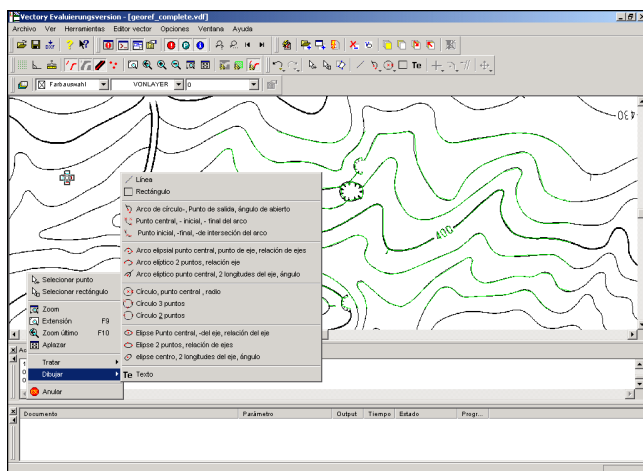 Vectory Evaluierungsversion - [georef_complete.vdf]
Archivo Ver Herramientas Editor vector Opciones Ventana Ayuda
Te
Farbauswahl VONLAYER 0
430
400
Línea
Rectángulo
Arco de círculo-, Punto de salida, ángulo de abierto
Punto central, - inicial, - final del arco
Punto inicial, -final, -de interseción del arco
Arco elipsial punto central, punto de eje, relación de ejes
Arco elíptico 2 puntos, relación eje
Arco elíptico punto central, 2 longitudes del eje, ángulo
Círculo, punto central , radio
Círculo 3 puntos
Círculo 2 puntos
Elipse Punto central, -del eje, relación del eje
Elipse 2 puntos, relación de ejes
elipse centro, 2 longitudes del eje, ángulo
Te Texto
Selecionar punto
Selecionar rectángulo
Zoom
Extensión F9
Zoom último F10
Aplazar
Tratar
Dibujar
Anular
Documento Parámetro Output Tiempo Estado Progr...